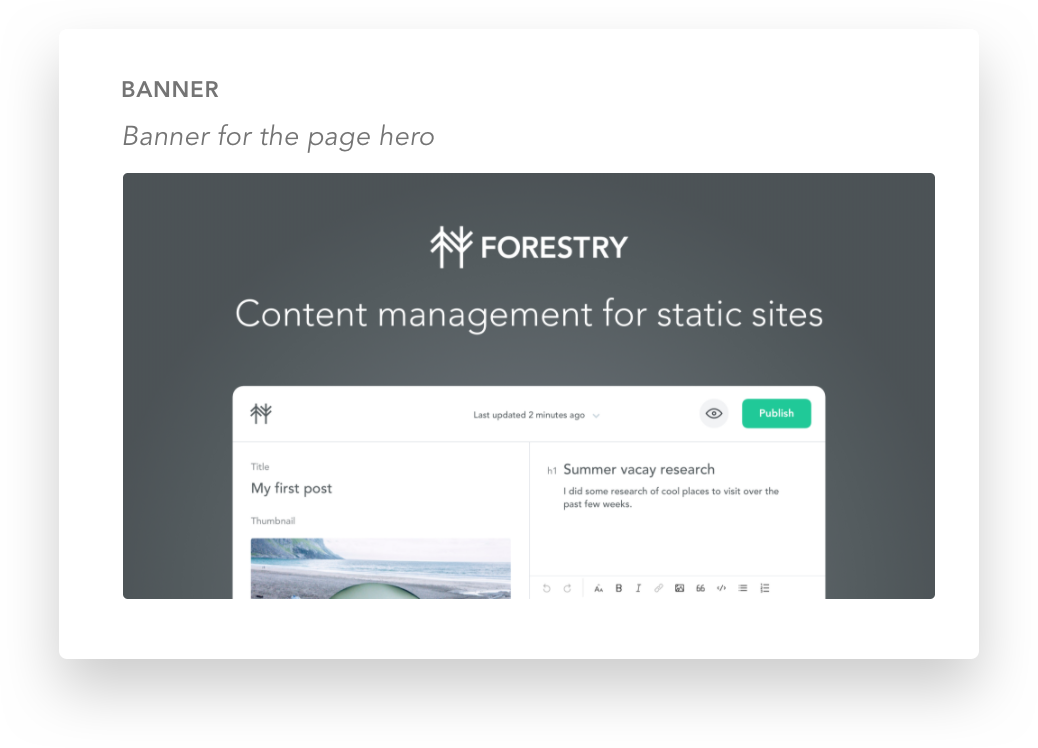 BANNER
Banner for the page hero
FORESTRY
Content management for static sites
Last updated 2 minutes ago
Publish
Title
My first post
Thumbnail
h1 Summer vacay research
I did some research of cool places to visit over the
past few weeks.